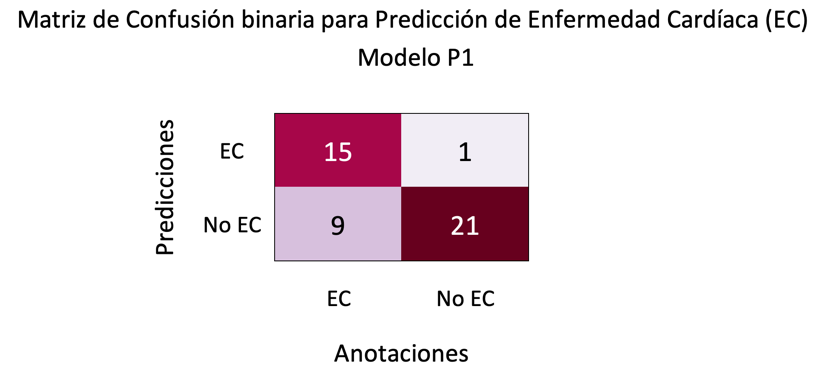 Matriz de Confusión binaria para Predicción de Enfermedad Cardíaca (EC)
Modelo P1
Predicciones
EC
15
1
No EC
9
21
EC
No EC
Anotaciones